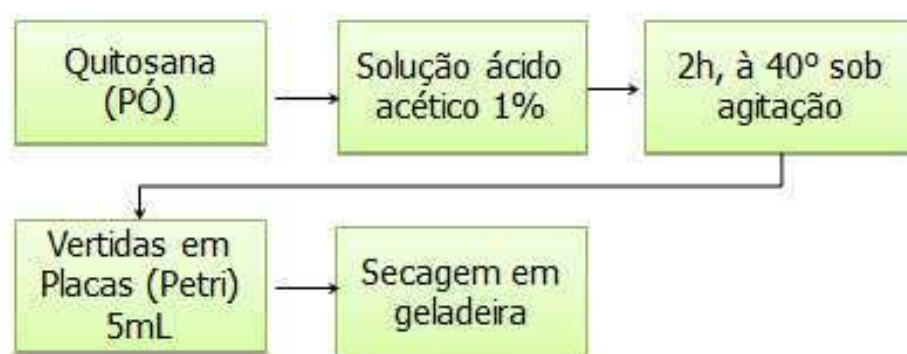 Quitosana
(PÓ)
Solução ácido
acético 1%
2h, à 40º sob
agitação
Vertidas em
Placas (Petri)
5mL
Secagem em
geladeira